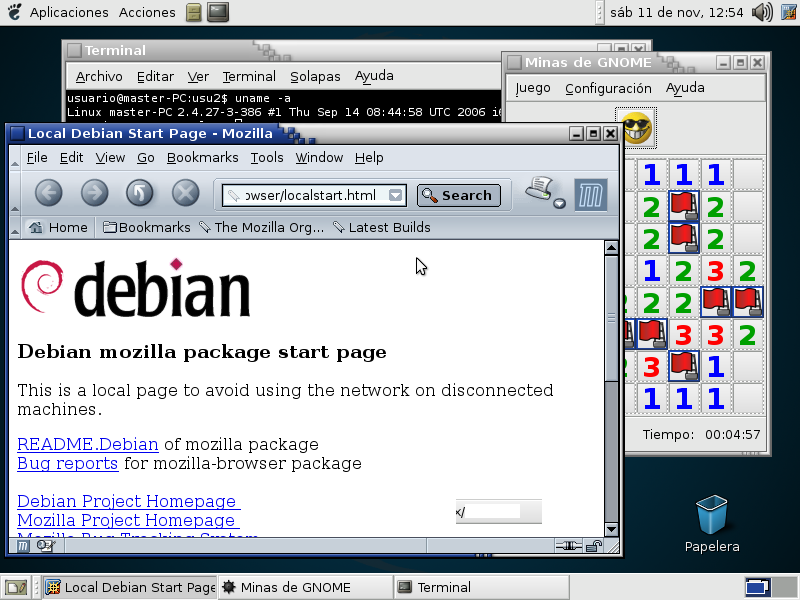 Aplicaciones Acciones sáb 11 de nov, 12:54
Terminal
Archivo Editar Ver Terminal Solapas Ayuda
usuario@master-PC:usu2$ uname -a
Linux master-PC 2.4.27-3-386 #1 Thu Sep 14 08:44:58 UTC 2006
Minas de GNOME
Juego Configuración Ayuda
1 1 1
2 2
2 2
1 2 3 2
2 2
3 3 2
3 1
1 1 1
Tiempo: 00:04:57
Local Debian Start Page - Mozilla
File Edit View Go Bookmarks Tools Window Help
owser/localstart.html Search
Home Bookmarks The Mozilla Org... Latest Builds
debian
Debian mozilla package start page
This is a local page to avoid using the network on disconnected
machines.
README.Debian of mozilla package
Bug reports for mozilla-browser package
Debian Project Homepage
Mozilla Project Homepage
Mozilla Bug Tracking System
x/
Papelera
Local Debian Start Page Minas de GNOME Terminal